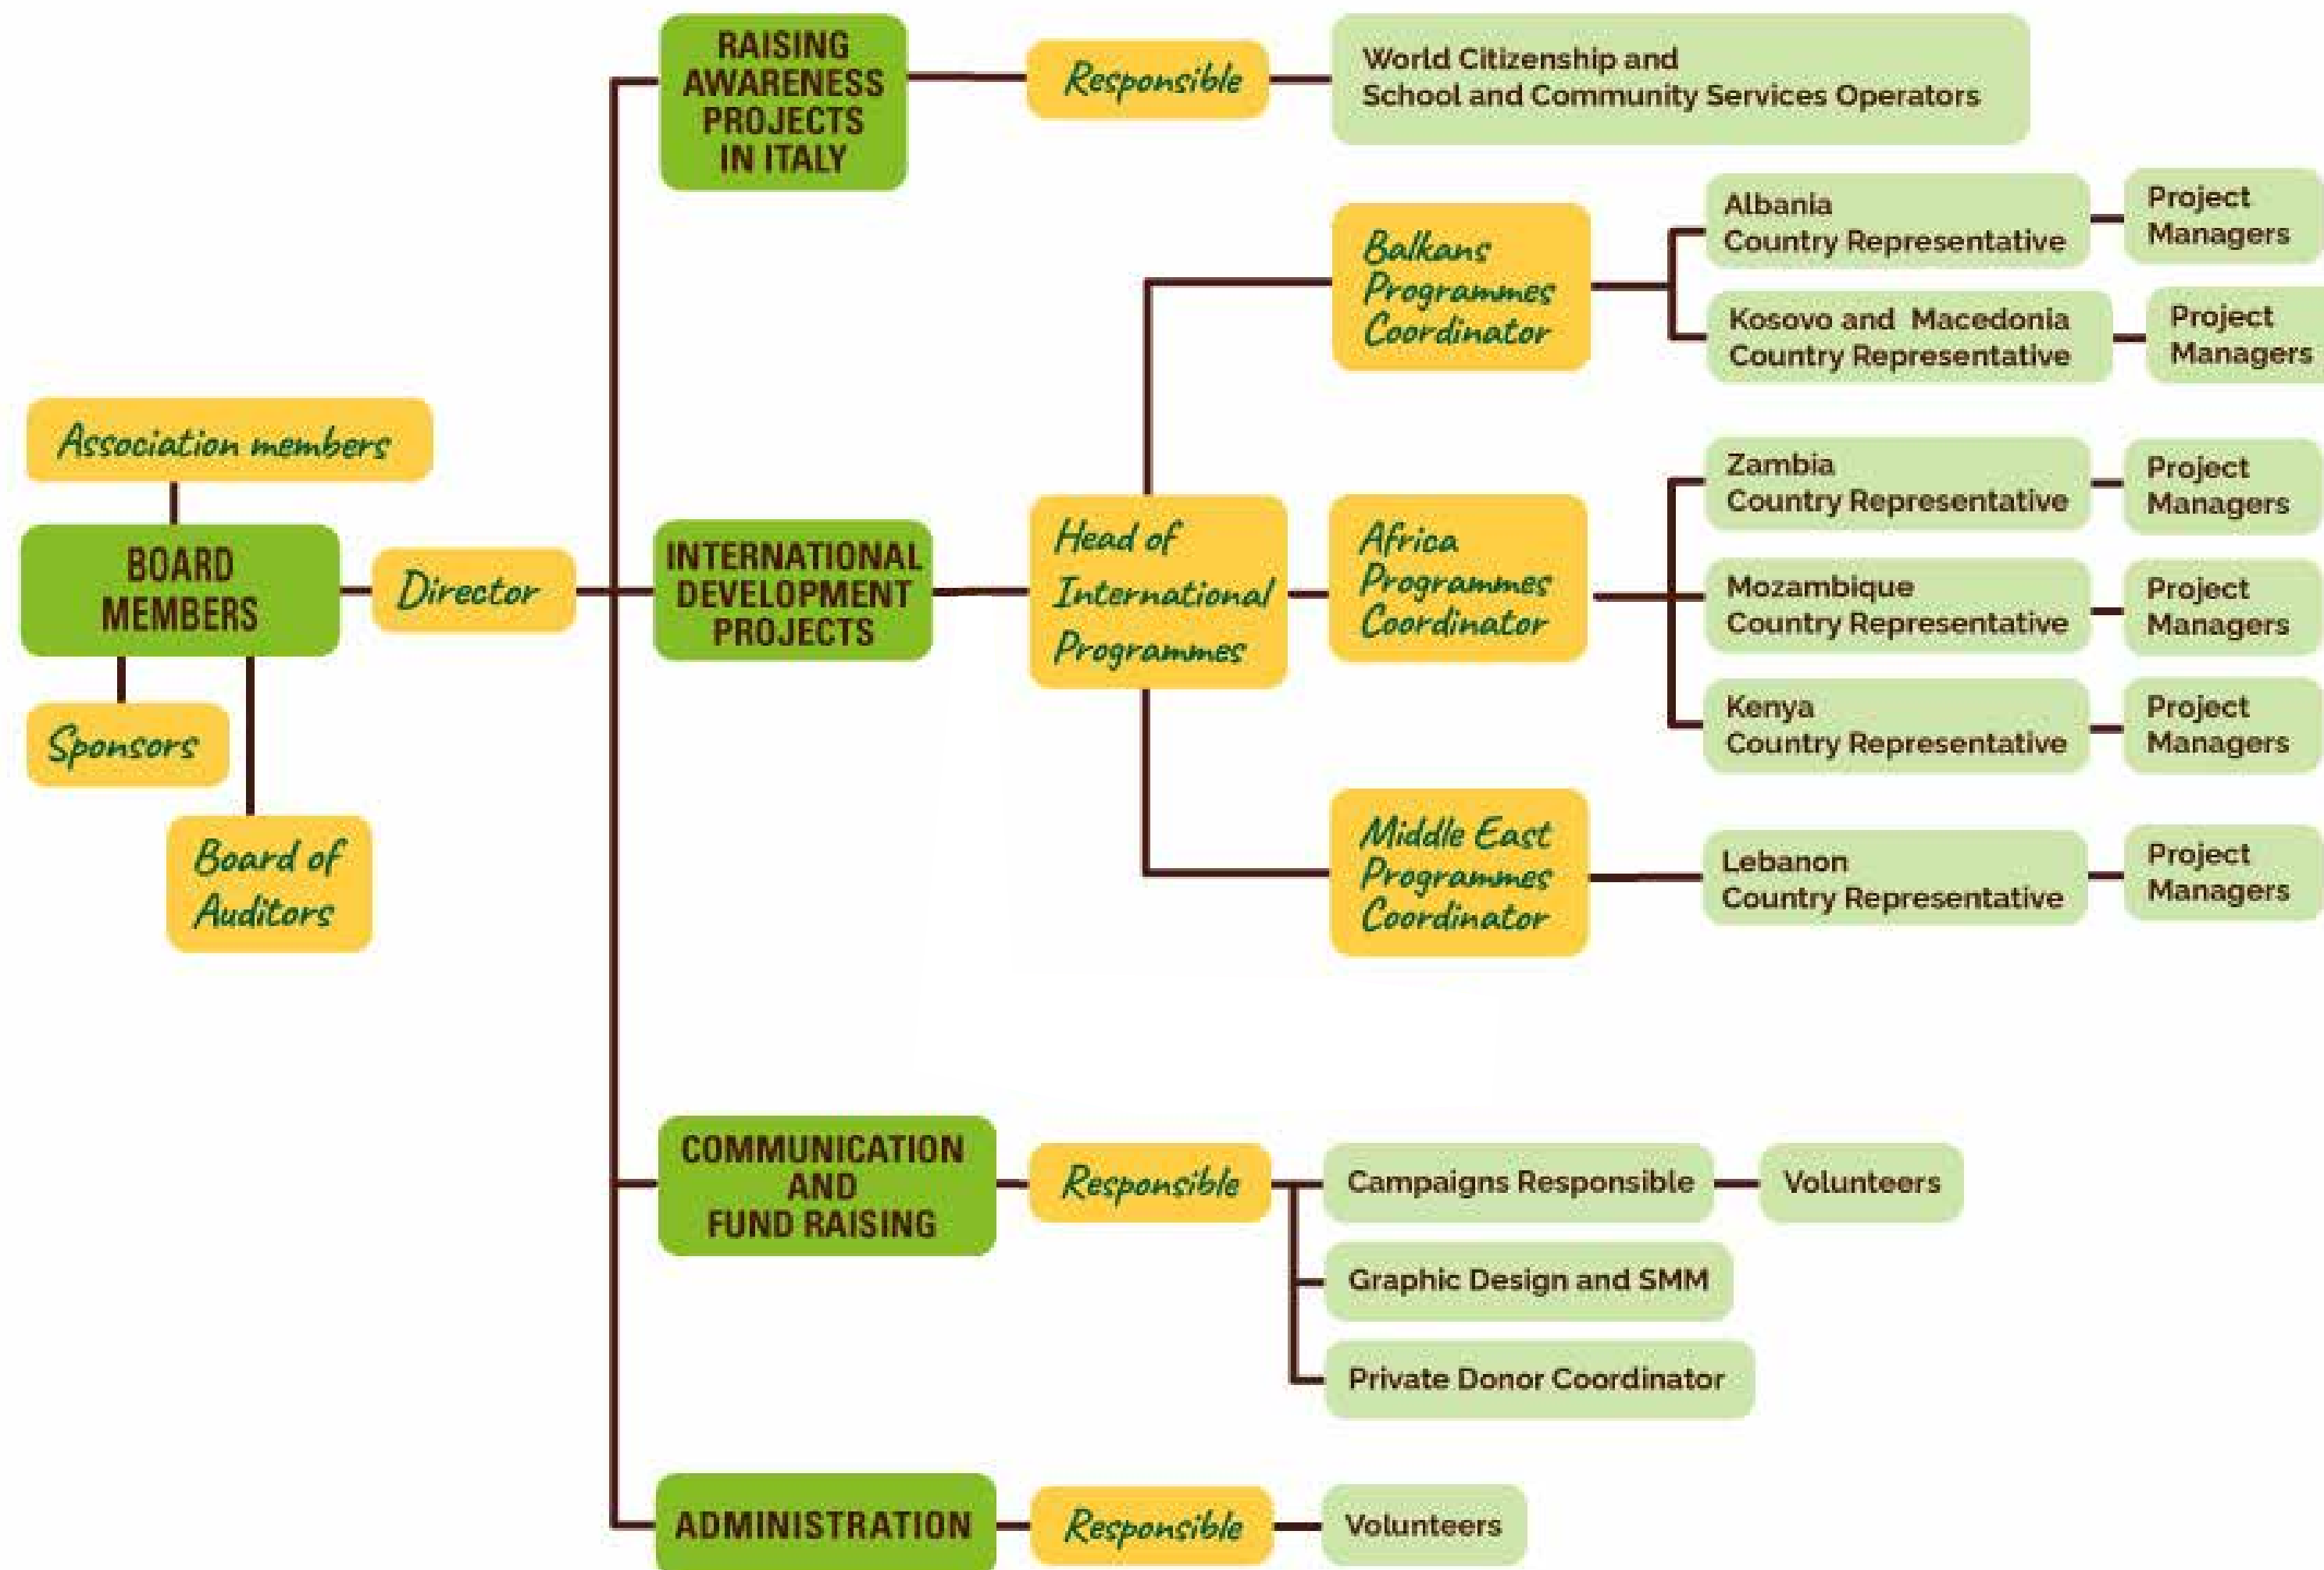 RAISING
AWARENESS
PROJECTS
IN ITALY
Responsible
World Citizenship and
School and Community Services Operators
Association members
BOARD
MEMBERS
Director
Sponsors
Board of
Auditors
INTERNATIONAL
DEVELOPMENT
PROJECTS
Head of
International
Programmes
Balkans
Programmes
Coordinator
Albania
Country Representative
Project
Managers
Kosovo and Macedonia
Country Representative
Project
Managers
Africa
Programmes
Coordinator
Zambia
Country Representative
Project
Managers
Mozambique
Country Representative
Project
Managers
Kenya
Country Representative
Project
Managers
Middle East
Programmes
Coordinator
Lebanon
Country Representative
Project
Managers
COMMUNICATION
AND
FUND RAISING
Responsible
Campaigns Responsible
Volunteers
Graphic Design and SMM
Private Donor Coordinator
ADMINISTRATION
Responsible
Volunteers